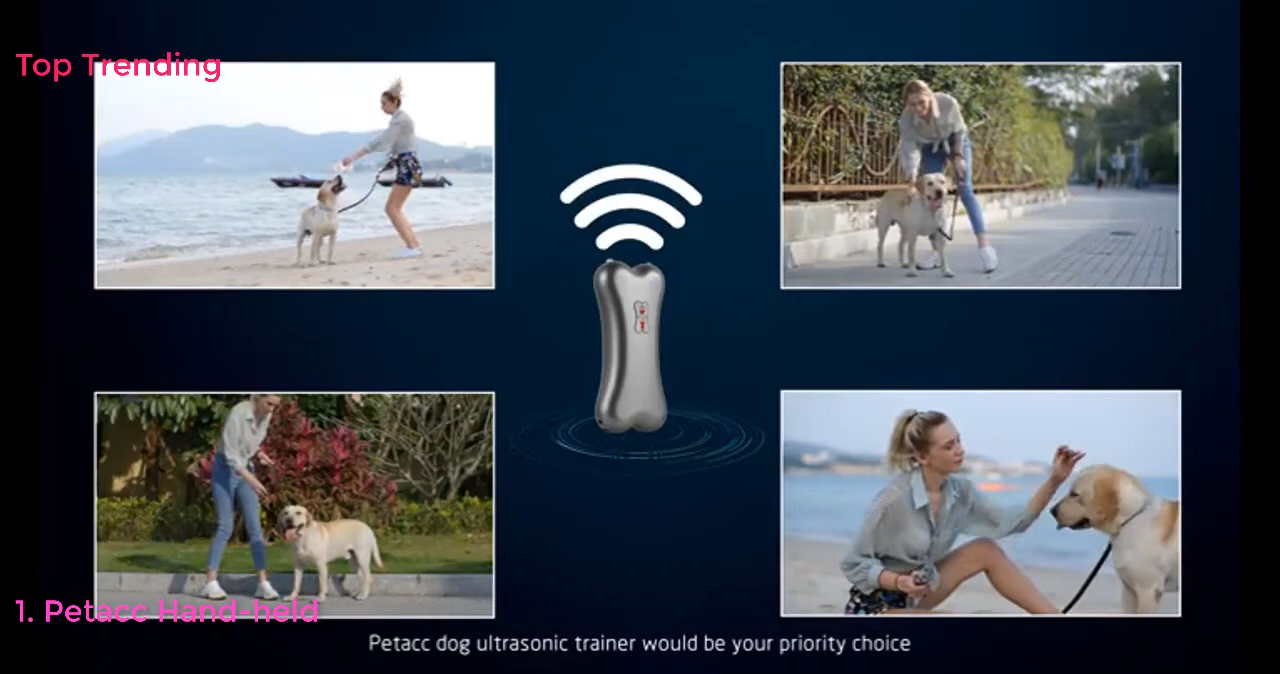 Top Trending
1. Petacc Hand-held
Petacc dog ultrasonic trainer would be your priority choice